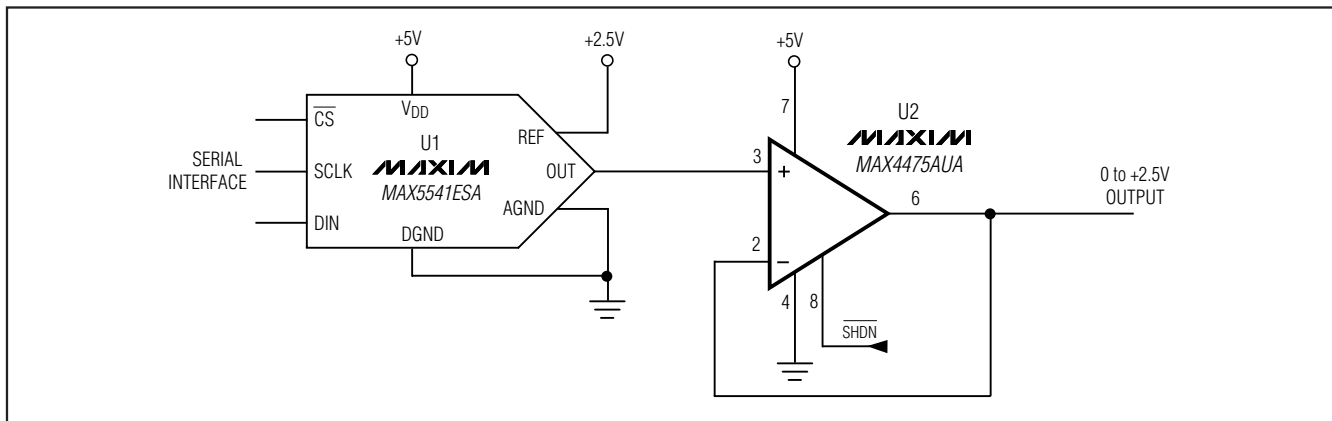 +5V
+2.5V
+5V
V_DD
7
U2
MAXIM
MAX4475AUA
CS
REF
U1
MAXIM
MAX5541ESA
SERIAL
INTERFACE
SCLK
OUT
3
+
0 to +2.5V
OUTPUT
6
AGND
DIN
DGND
2
−
4
8
SHDN